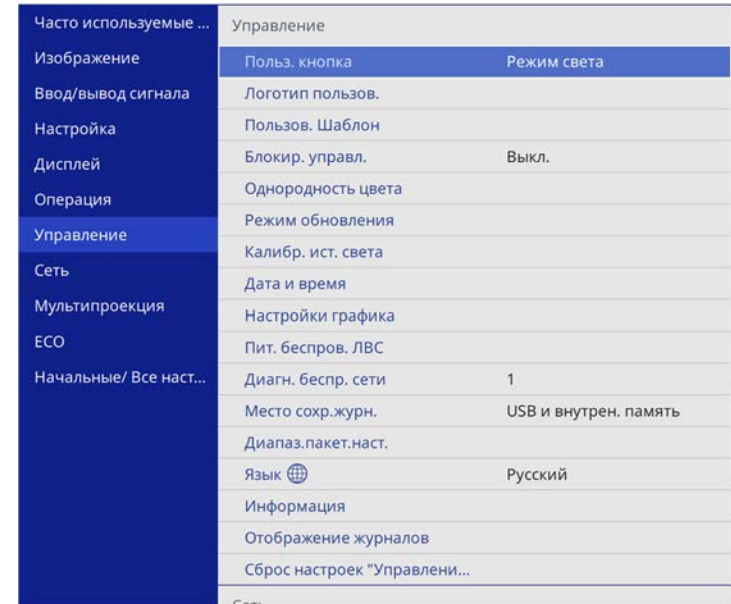 Часто используемые ...
Изображение
Ввод/вывод сигнала
Настройка
Дисплей
Операция
Управление
Сеть
Мультипроекция
ECO
Начальные/ Все наст...
Управление
Польз. кнопка Режим света
Логотип пользов.
Пользов. Шаблон
Блокир. управл. Выкл.
Однородность цвета
Режим обновления
Калибр. ист. света
Дата и время
Настройки графика
Пит. беспров. ЛВС
Диагн. беспр. сети 1
Место сохр.журн. USB и внутрен. память
Диапаз.пакет.наст.
Язык Русский
Информация
Отображение журналов
Сброс настроек "Управлени...